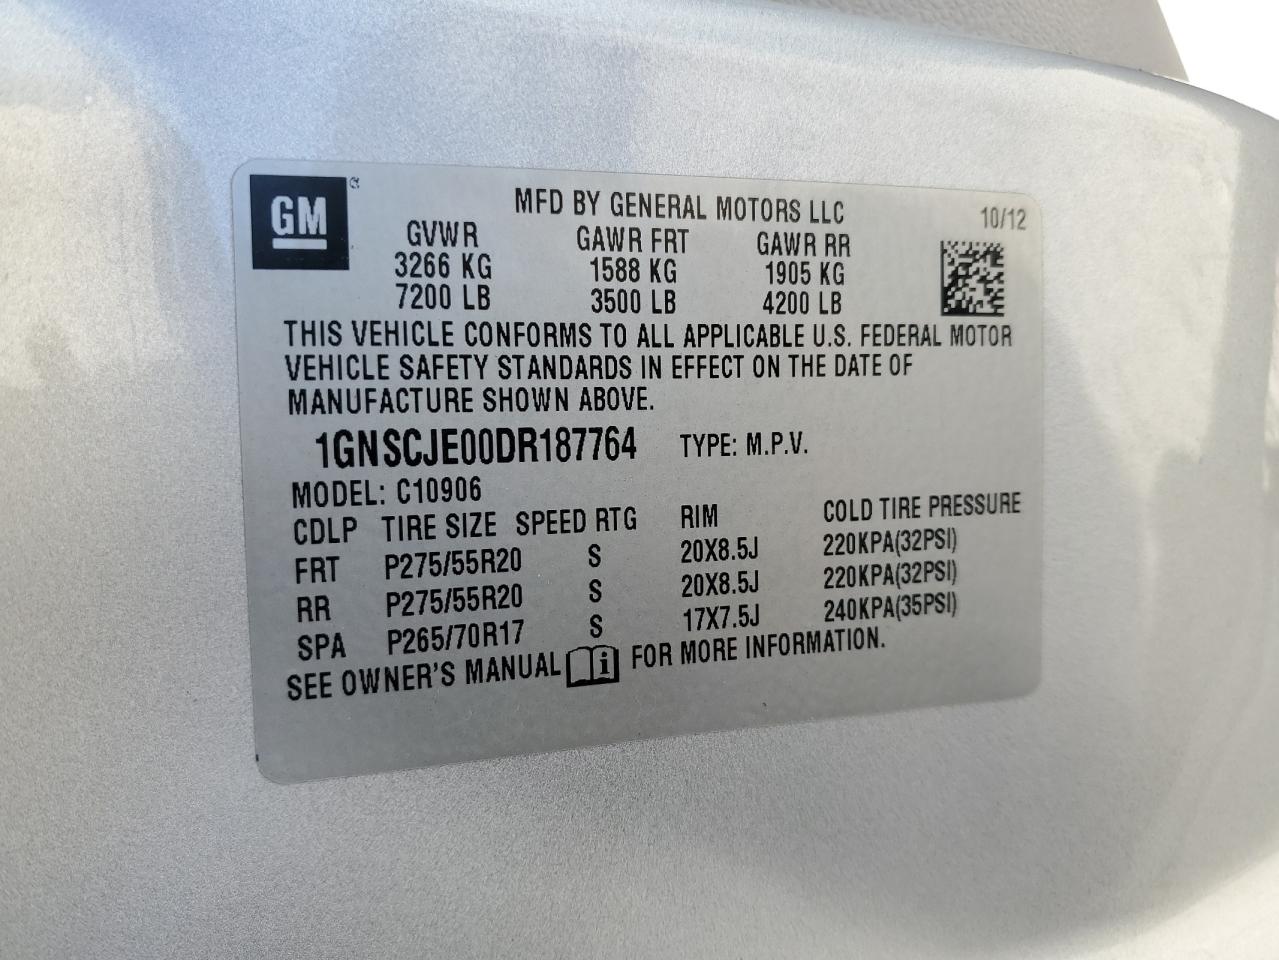 GM
MFD BY GENERAL MOTORS LLC 10/12
GVWR GAWR FRT GAWR RR
3266 KG 1588 KG 1905 KG
7200 LB 3500 LB 4200 LB
THIS VEHICLE CONFORMS TO ALL APPLICABLE U.S. FEDERAL MOTOR
VEHICLE SAFETY STANDARDS IN EFFECT ON THE DATE OF
MANUFACTURE SHOWN ABOVE.
1GNSCJE00DR187764 TYPE: M.P.V.
MODEL: C10906
CDLP TIRE SIZE SPEED RTG RIM COLD TIRE PRESSURE
FRT P275/55R20 S 20X8.5J 220KPA(32PSI)
RR P275/55R20 S 20X8.5J 220KPA(32PSI)
SPA P265/70R17 S 17X7.5J 240KPA(35PSI)
SEE OWNER'S MANUAL FOR MORE INFORMATION.